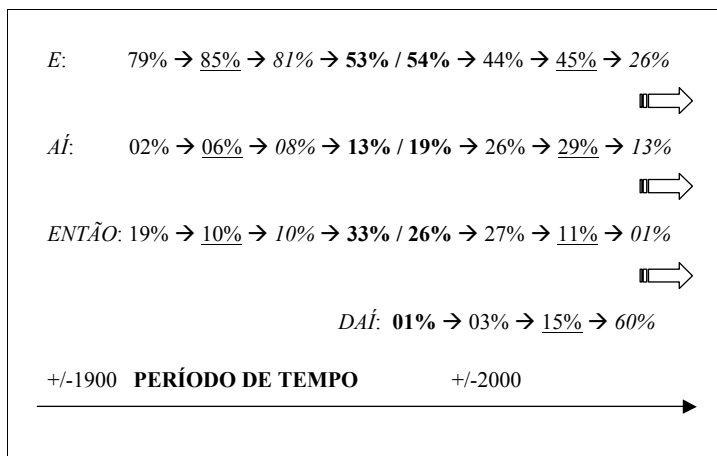 E: 79% → 85% → 81% → 53% / 54% → 44% → 45% → 26%
AÍ: 02% → 06% → 08% → 13% / 19% → 26% → 29% → 13%
ENTÃO: 19% → 10% → 10% → 33% / 26% → 27% → 11% → 01%
DAÍ: 01% → 03% → 15% → 60%
+/-1900 PERÍODO DE TEMPO +/-2000